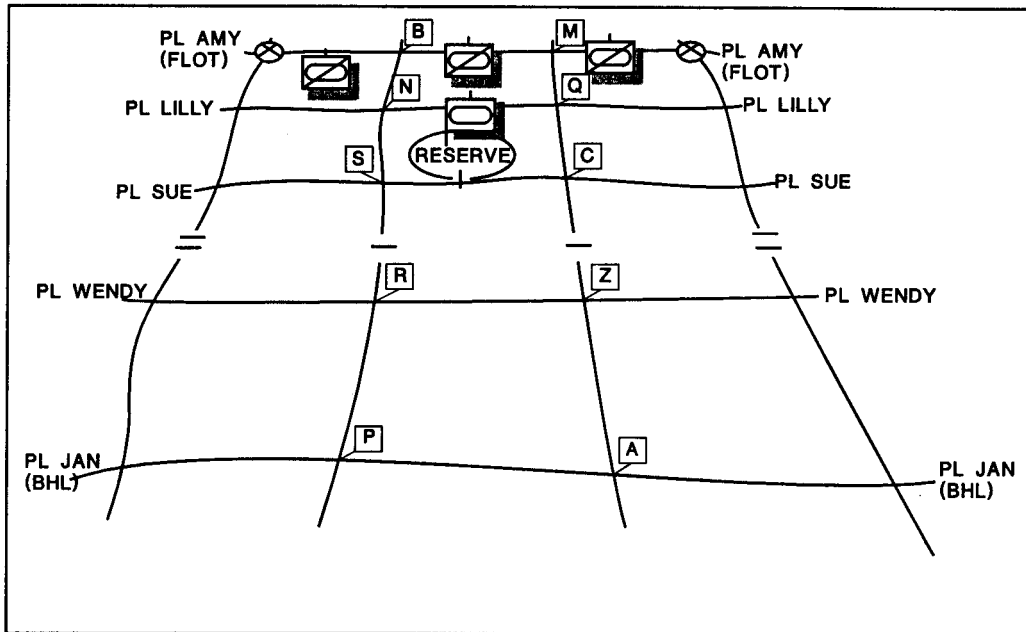 B
M
PL AMY
(FLOT)
PL AMY
(FLOT)
N
Q
PL LILLY
PL LILLY
S
RESERVE
C
PL SUE
PL SUE
R
Z
PL WENDY
PL WENDY
P
A
PL JAN
(BHL)
PL JAN
(BHL)